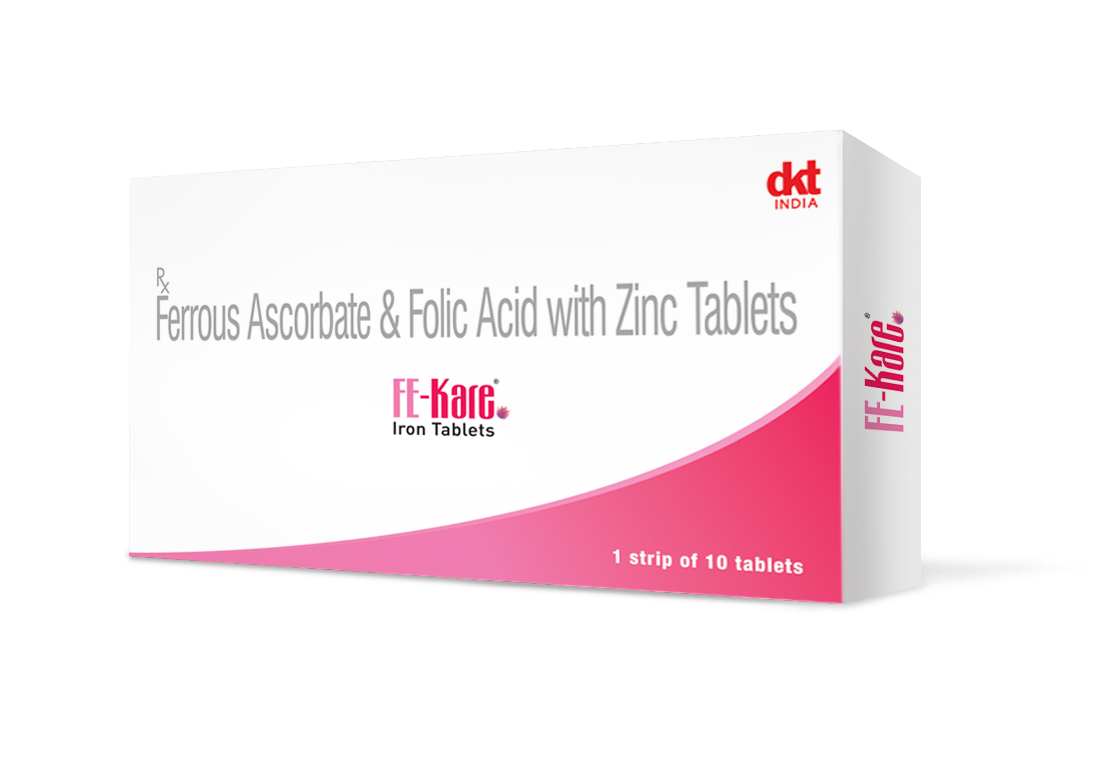 dkt
INDIA
Rx
Ferrous Ascorbate & Folic Acid with Zinc Tablets
FE-Kare®
Iron Tablets
1 strip of 10 tablets
FE-Kare®